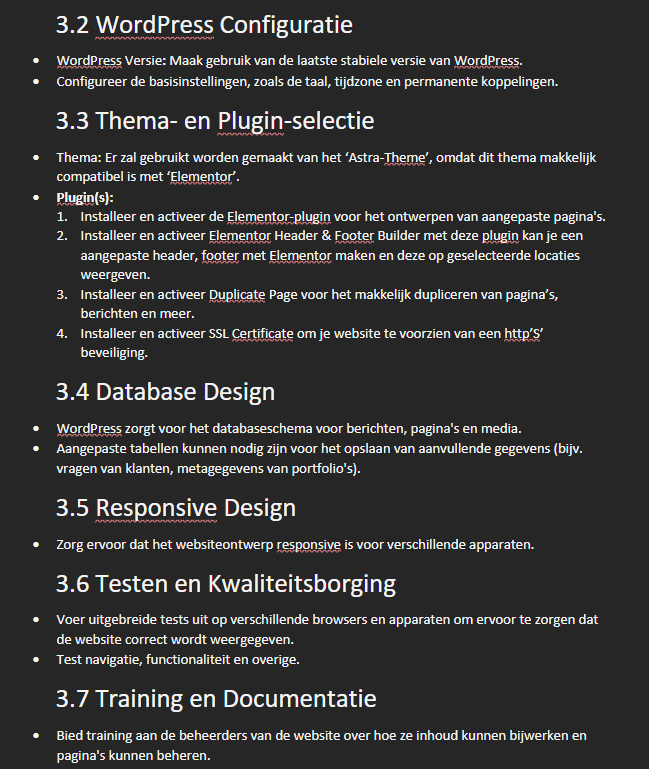 3.2 WordPress Configuratie
• WordPress Versie: Maak gebruik van de laatste stabiele versie van WordPress.
• Configureer de basisinstellingen, zoals de taal, tijdzone en permanente koppelingen.
3.3 Thema- en Plugin-selectie
• Thema: Er zal gebruikt worden gemaakt van het ‘Astra-Theme’, omdat dit thema makkelijk
compatibel is met ‘Elementor’.
• Plugin(s):
1. Installeer en activeer de Elementor-plugin voor het ontwerpen van aangepaste pagina's.
2. Installeer en activeer Elementor Header & Footer Builder met deze plugin kan je een
aangepaste header, footer met Elementor maken en deze op geselecteerde locaties
weergeven.
3. Installeer en activeer Duplicate Page voor het makkelijk dupliceren van pagina’s,
berichten en meer.
4. Installeer en activeer SSL Certificate om je website te voorzien van een http’S’
beveiliging.
3.4 Database Design
• WordPress zorgt voor het databaseschema voor berichten, pagina's en media.
• Aangepaste tabellen kunnen nodig zijn voor het opslaan van aanvullende gegevens (bijv.
vragen van klanten, metagegevens van portfolio's).
3.5 Responsive Design
• Zorg ervoor dat het websiteontwerp responsive is voor verschillende apparaten.
3.6 Testen en Kwaliteitsborging
• Voer uitgebreide tests uit op verschillende browsers en apparaten om ervoor te zorgen dat
de website correct wordt weergegeven.
• Test navigatie, functionaliteit en overige.
3.7 Training en Documentatie
• Bied training aan de beheerders van de website over hoe ze inhoud kunnen bijwerken en
pagina's kunnen beheren.